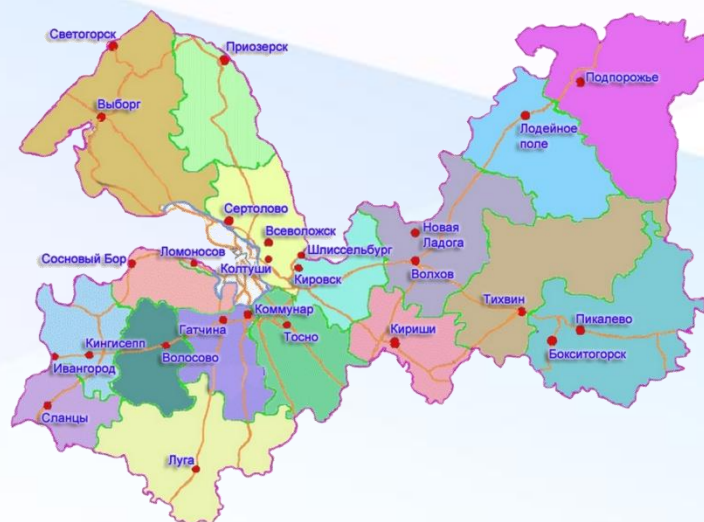 Светогорск
Приозерск
Подпорожье
Выборг
Лодейное
поле
Сертолово
Всеволожск
Новая
Ладога
Шлиссельбург
Сосновый Бор
Ломоносов
Колтуши
Кировск
Волхов
Тихвин
Коммунар
Пикалево
Гатчина
Кириши
Тосно
Кингисепп
Бокситогорск
Волосово
Ивангород
Сланцы
Луга